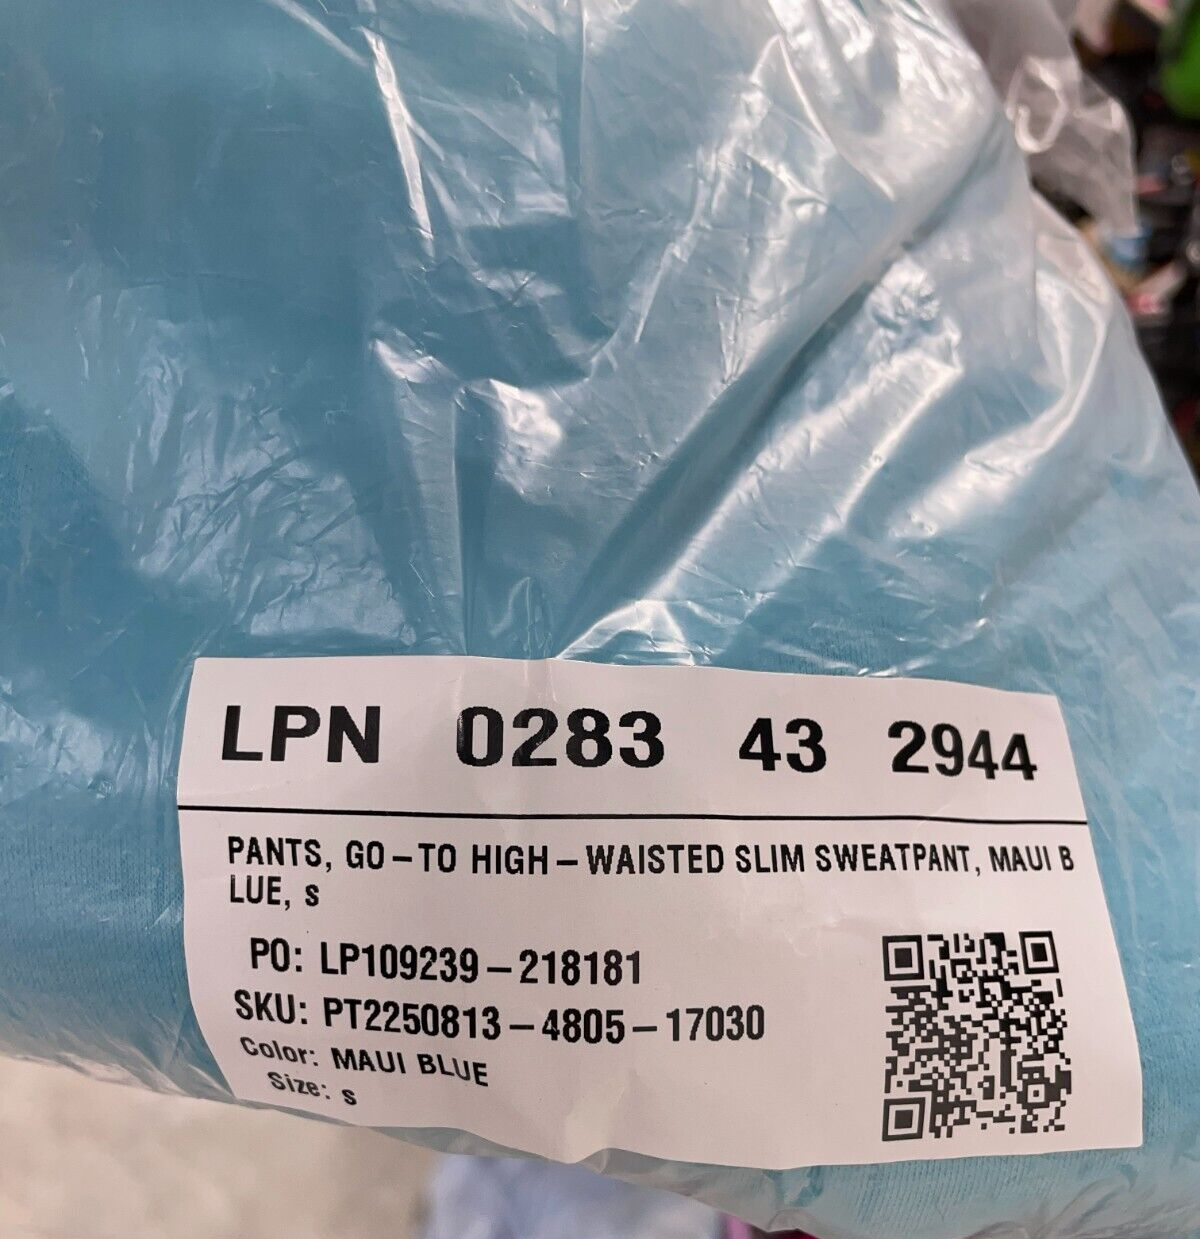 LPN 0283 43 2944
PANTS, GO-TO HIGH-WAISTED SLIM SWEATPANT, MAUI B
LUE, s
PO: LP109239-218181
SKU: PT2250813-4805-17030
Color: MAUI BLUE
Size: s